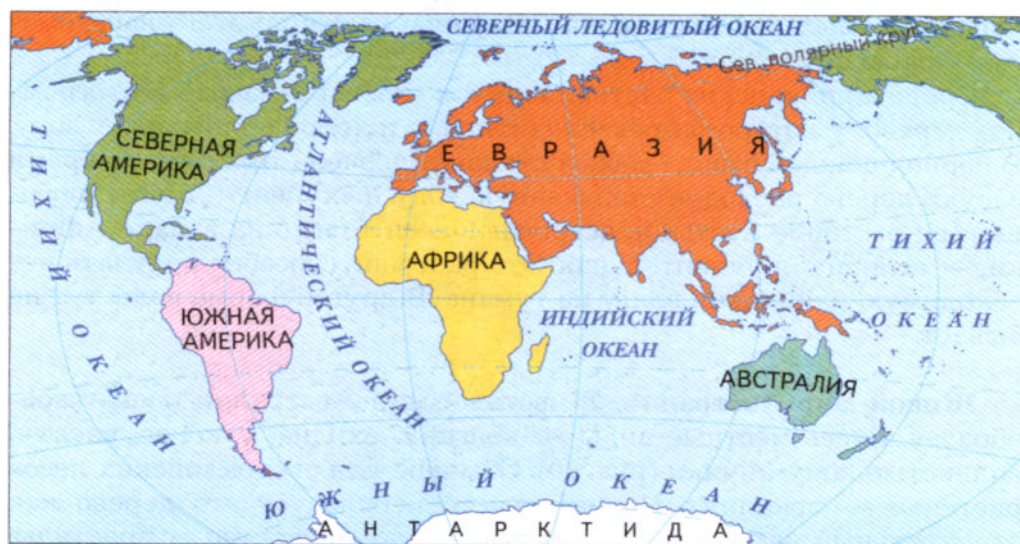 СЕВЕРНЫЙ ЛЕДОВИТЫЙ ОКЕАН
Сев. полярный круг
СЕВЕРНАЯ
АМЕРИКА
ЕВРАЗИЯ
ТИХИЙ ОКЕАН
АТЛАНТИЧЕСКИЙ ОКЕАН
АФРИКА
ТИХИЙ
ОКЕАН
ЮЖНАЯ
АМЕРИКА
ИНДИЙСКИЙ
ОКЕАН
АВСТРАЛИЯ
ЮЖНЫЙ ОКЕАН
АНТАРКТИДА